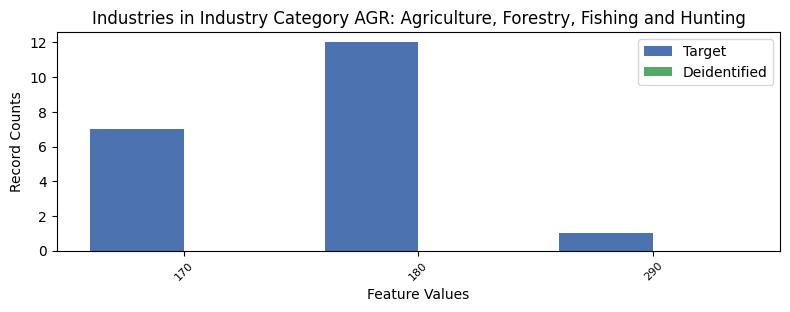 Industries in Industry Category AGR: Agriculture, Forestry, Fishing and Hunting
Target
Deidentified
12
10
8
6
4
2
0
Record Counts
170
180
290
Feature Values